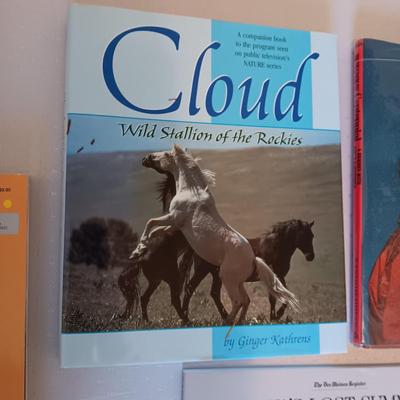 A companion book
to the program seen
on public television's
NATURE series
Cloud
Wild Stallion of the Rockies
by Ginger Kathrens
The Des Moines Register